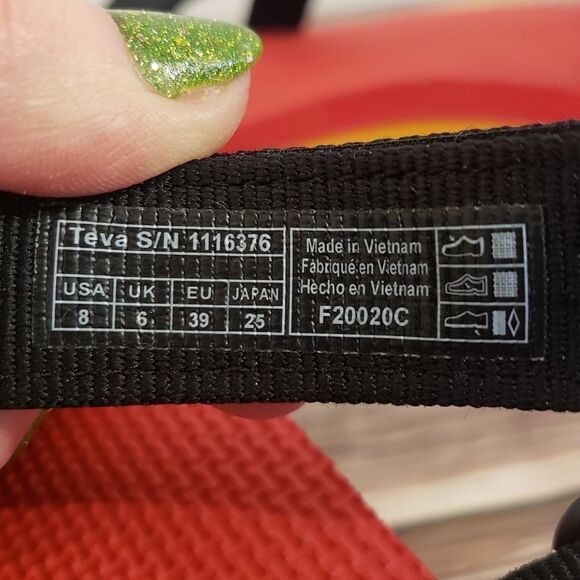 Teva S/N 1116376
USA UK EU JAPAN
8 6 39 25
Made in Vietnam
Fabriqué en Vietnam
Hecho en Vietnam
F20020C